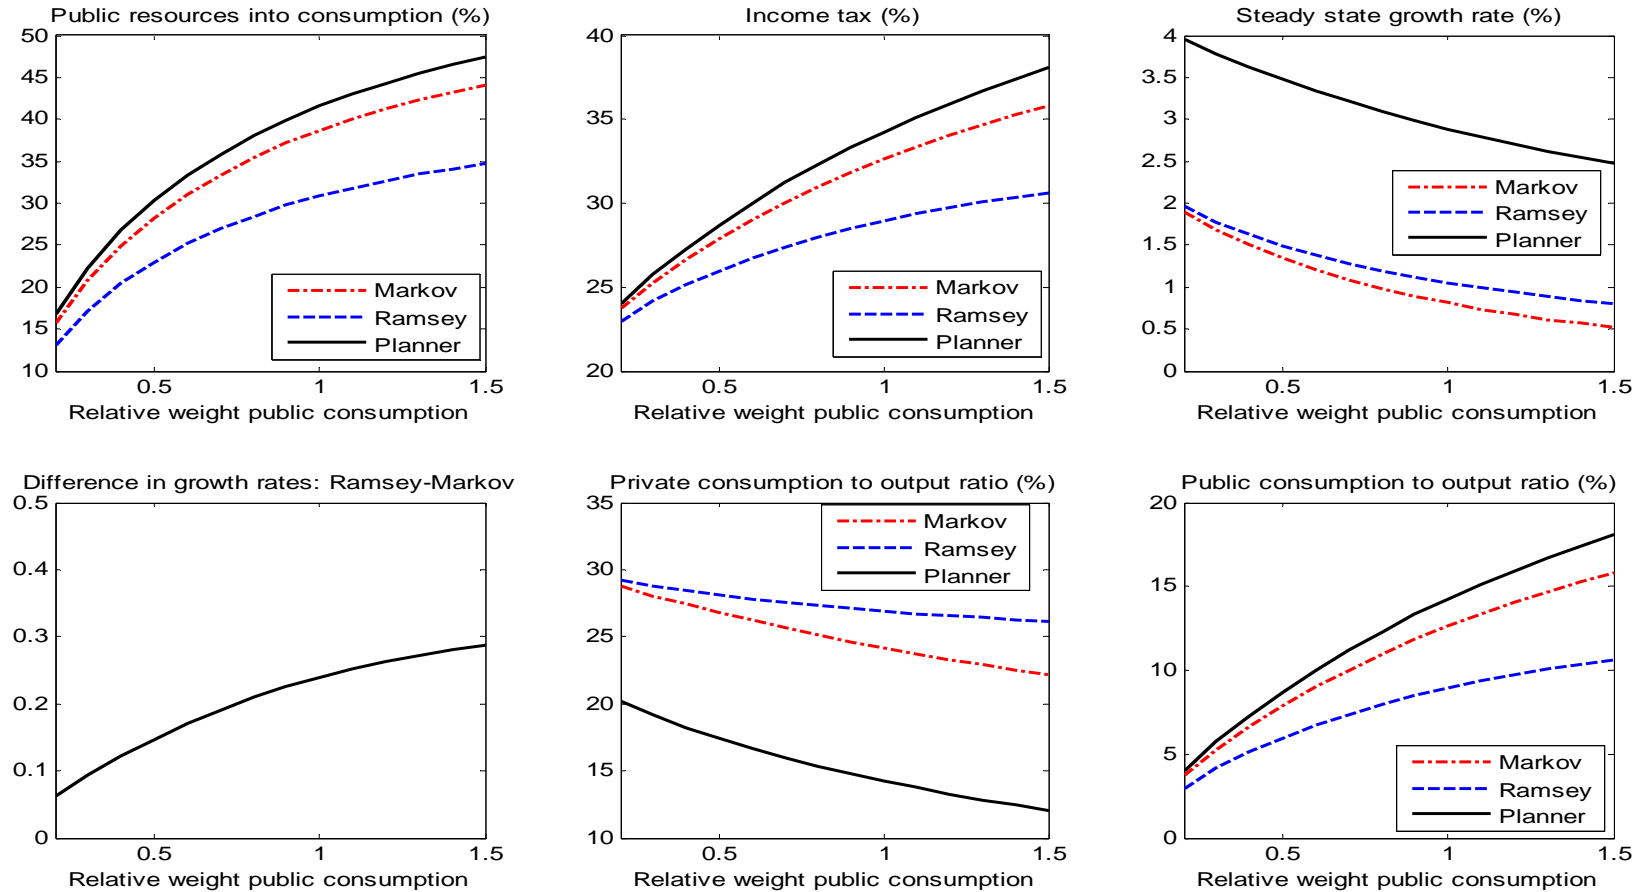 Public resources into consumption (%)
50
45
40
35
30
25
20
15
10
0.5
1
1.5
Markov
Ramsey
Planner
Relative weight public consumption
Income tax (%)
40
35
30
25
20
0.5
1
1.5
Markov
Ramsey
Planner
Relative weight public consumption
Steady state growth rate (%)
4
3.5
3
2.5
2
1.5
1
0.5
0
0.5
1
1.5
Markov
Ramsey
Planner
Relative weight public consumption
Difference in growth rates: Ramsey-Markov
0.5
0.4
0.3
0.2
0.1
0
0.5
1
1.5
Relative weight public consumption
Private consumption to output ratio (%)
35
30
25
20
15
10
0.5
1
1.5
Markov
Ramsey
Planner
Relative weight public consumption
Public consumption to output ratio (%)
20
15
10
5
0
0.5
1
1.5
Markov
Ramsey
Planner
Relative weight public consumption